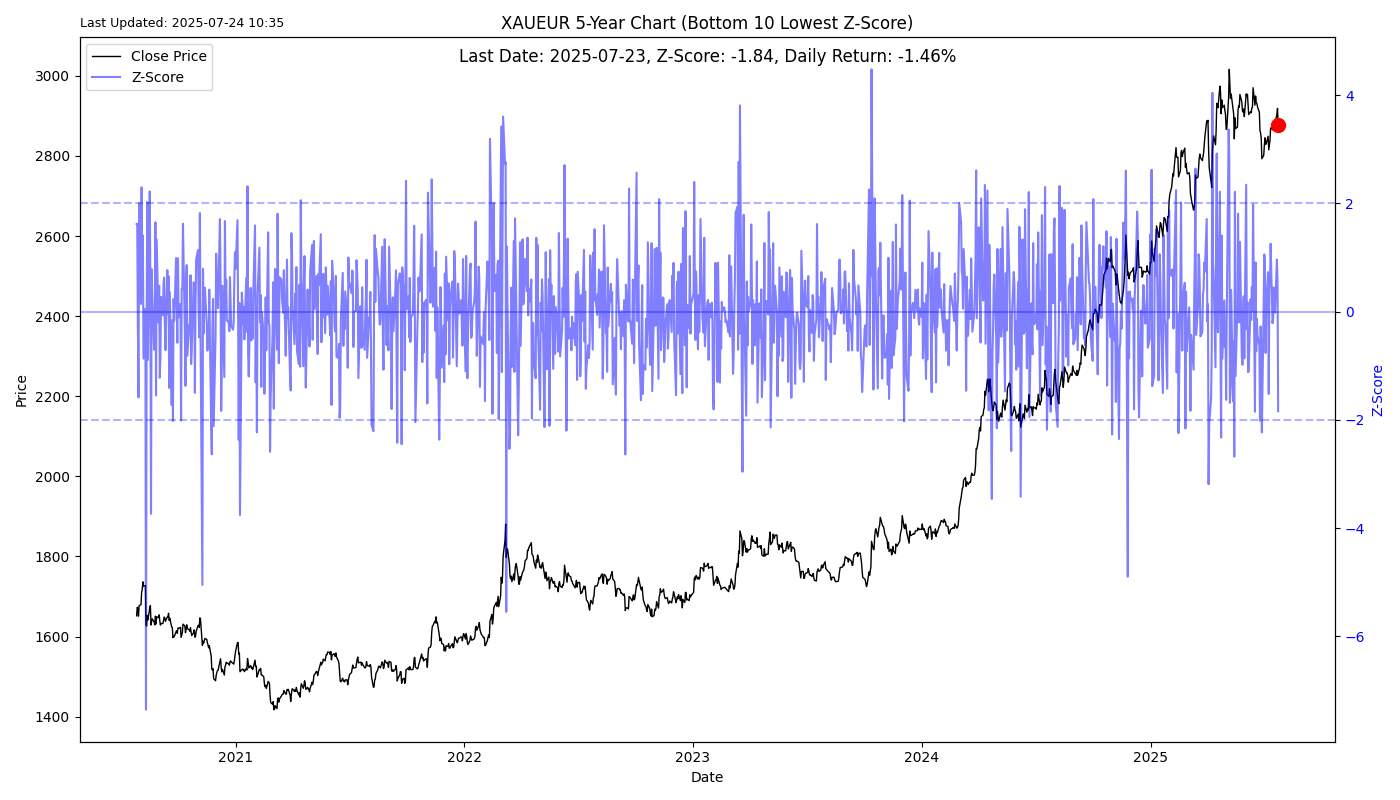 Last Updated: 2025-07-24 10:35
XAUEUR 5-Year Chart (Bottom 10 Lowest Z-Score)
Last Date: 2025-07-23, Z-Score: -1.84, Daily Return: -1.46%
Close Price
Z-Score
3000
2800
2600
2400
2200
2000
1800
1600
1400
Price
4
2
0
−2
−4
−6
Z-Score
2021
2022
2023
2024
2025
Date